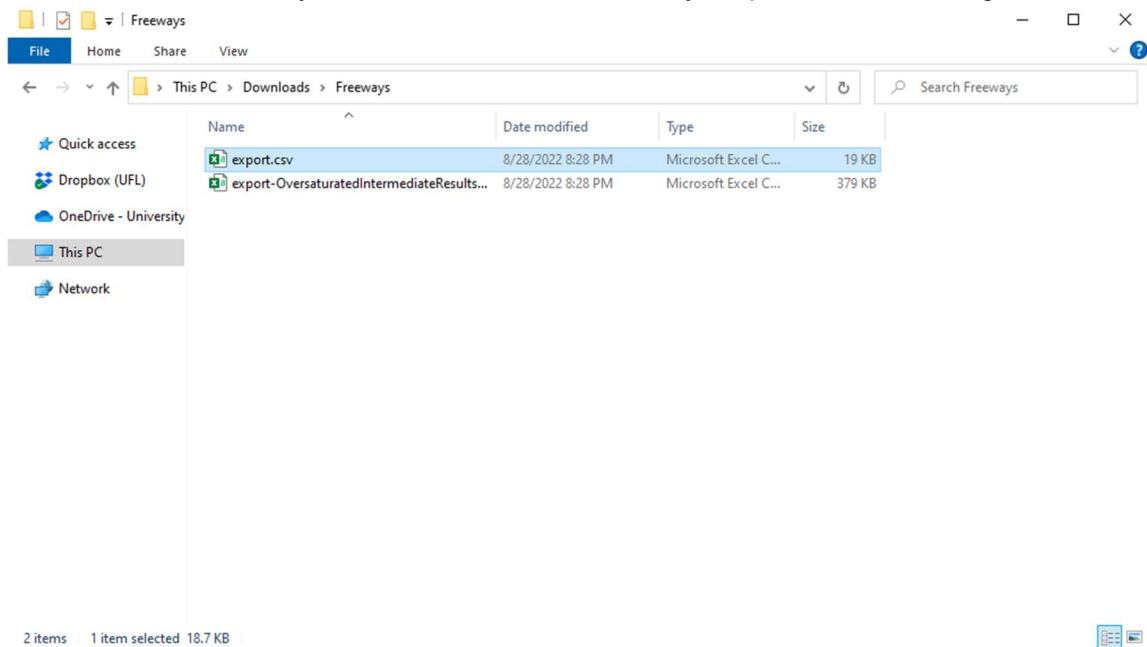 Freeways
File Home Share View
This PC > Downloads > Freeways
Search Freeways
Name Date modified Type Size
Quick access
export.csv 8/28/2022 8:28 PM Microsoft Excel C... 19 KB
Dropbox (UFL)
export-OversaturatedIntermediateResults... 8/28/2022 8:28 PM Microsoft Excel C... 379 KB
OneDrive - University
This PC
Network
2 items 1 item selected 18.7 KB